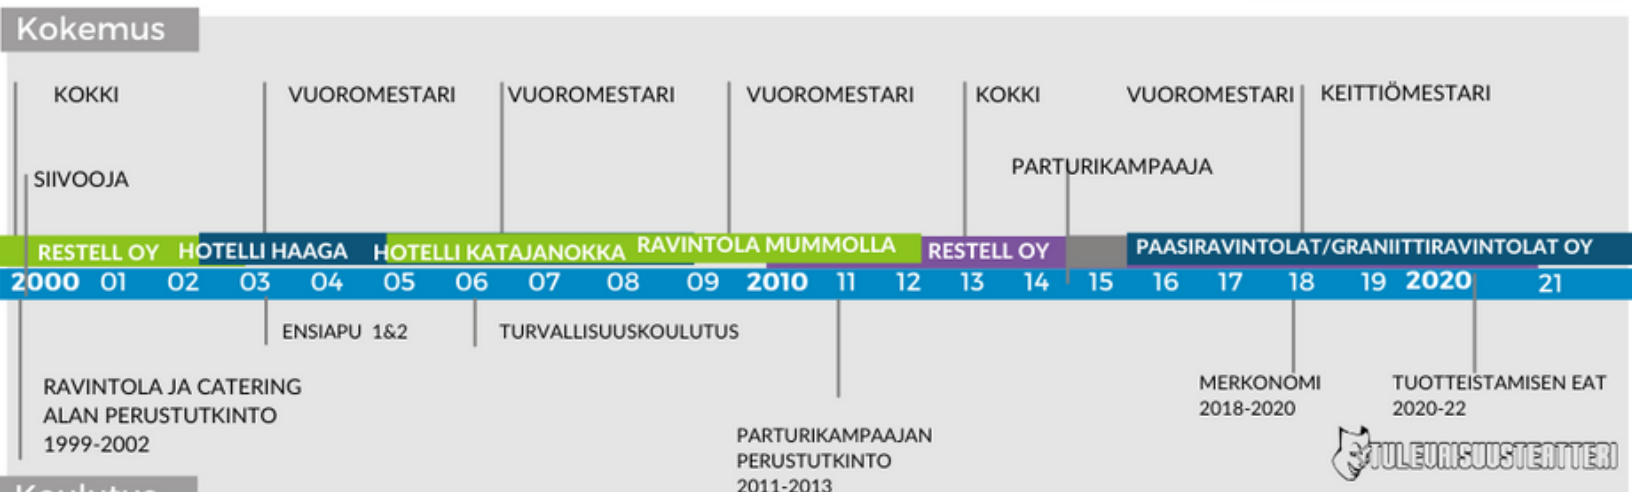 Kokemus
KOKKI
VUOROMESTARI
VUOROMESTARI
VUOROMESTARI
KOKKI
VUOROMESTARI
KEITTIÖMESTARI
SIIVOOJA
PARTURIKAMPAAJA
RESTELL OY
HOTELLI HAAGA
HOTELLI KATAJANOKKA
RAVINTOLA MUMMOLLA
RESTELL OY
PAASIRAVINTOLAT/GRANIITTIRAVINTOLAT OY
2000 01 02 03 04 05 06 07 08 09 2010 11 12 13 14 15 16 17 18 19 2020 21
ENSIAPU 1&2
TURVALLISUUSKOULUTUS
RAVINTOLA JA CATERING
ALAN PERUSTUTKINTO
1999-2002
PARTURIKAMPAAJAN
PERUSTUTKINTO
2011-2013
MERKONOMI
2018-2020
TUOTTEISTAMISEN EAT
2020-22
TULEVAISUUSTEATTERI
Koulutus